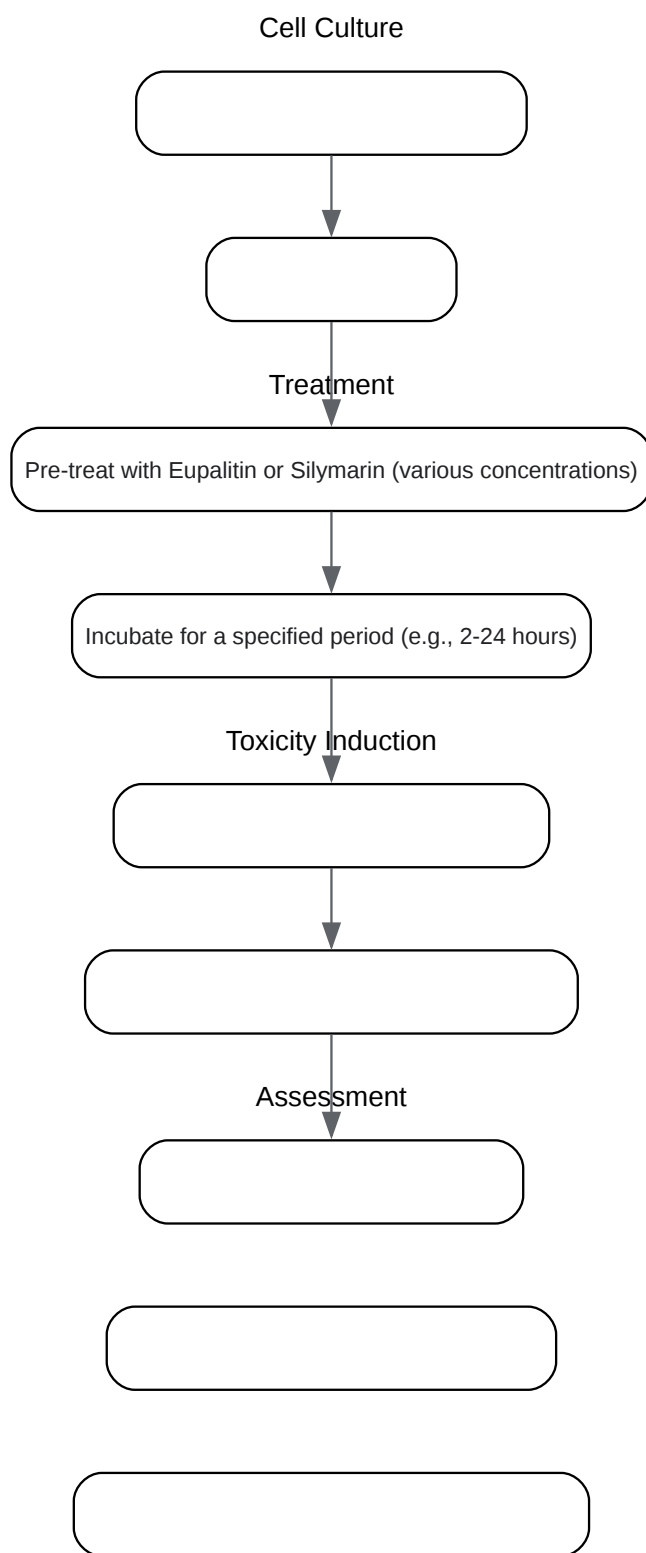 Cell Culture
Treatment
Pre-treat with Eupalitin or Silymarin (various concentrations)
Incubate for a specified period (e.g., 2-24 hours)
Toxicity Induction
Assessment